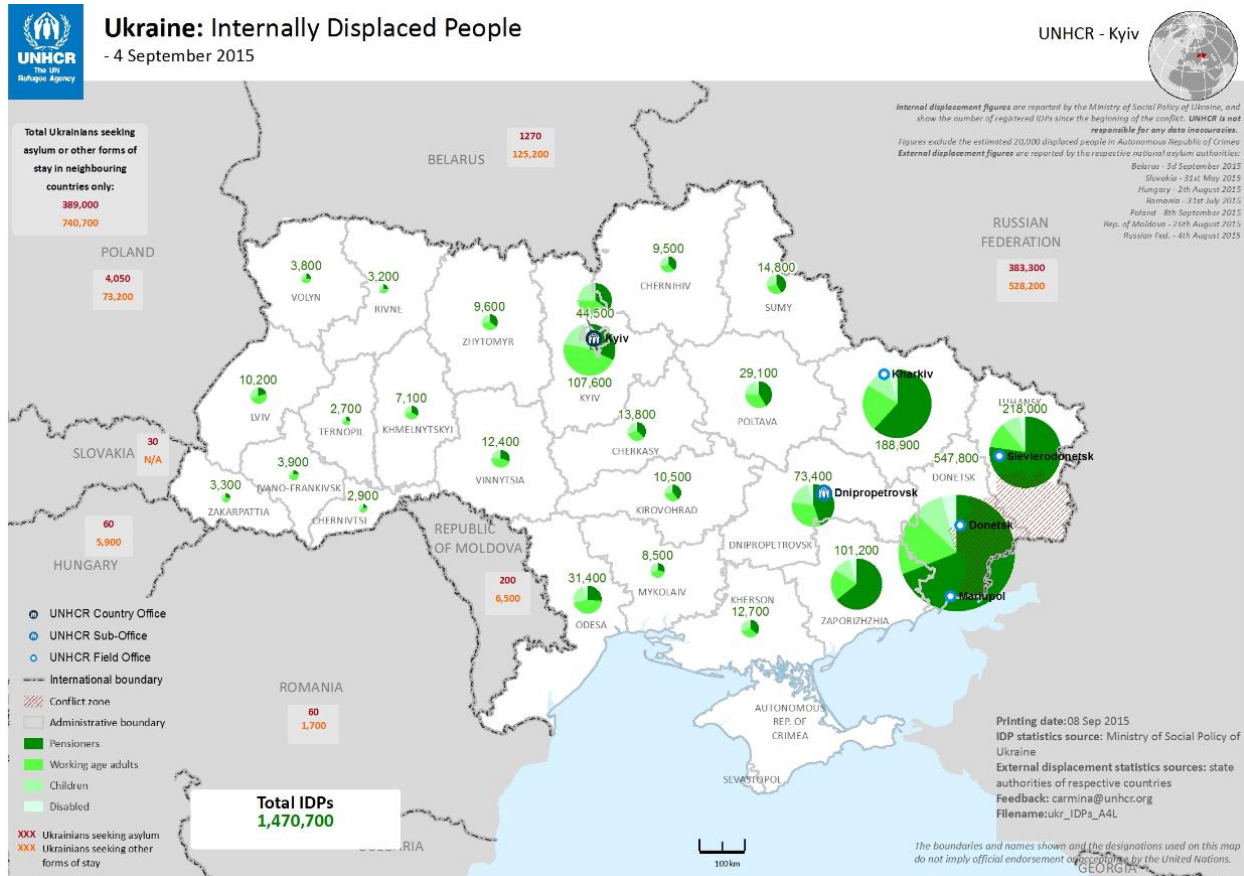 UNHCR
The UN
Refugee Agency
Ukraine: Internally Displaced People
- 4 September 2015
UNHCR - Kyiv
Internal displacement figures are reported by the Ministry of Social Policy of Ukraine, and
show the number of registered IDPs since the beginning of the conflict. UNHCR is not
responsible for any data inaccuracies.
Figures exclude the estimated 20,000 displaced people in Autonomous Republic of Crimea
External displacement figures are reported by the respective national asylum authorities:
Belarus - 3d September 2015
Slovakia - 31st May 2015
Hungary - 2th August 2015
Romania - 31st July 2015
Poland - 8th September 2015
Rep. of Moldova - 26th August 2015
Russian Fed. - 4th August 2015
Total Ukrainians seeking
asylum or other forms of
stay in neighbouring
countries only:
389,000
740,700
BELARUS
1270
125,200
RUSSIAN
FEDERATION
383,300
528,200
POLAND
4,050
73,200
3,800
VOLYN
3,200
RIVNE
9,600
ZHYTOMYR
44,500
Kyiv
107,600
KYIV
9,500
CHERNIHIV
14,800
SUMY
10,200
LVIV
2,700
TERNOPIL
7,100
KHMELNYTSKYI
12,400
VINNYTSIA
13,800
CHERKASY
29,100
POLTAVA
Kharkiv
188,900
LUHANSK
218,000
Sievierodonetsk
547,800
DONETSK
Donetsk
Mariupol
SLOVAKIA
30
N/A
3,900
IVANO-FRANKIVSK
3,300
ZAKARPATTIA
2,900
CHERNIVTSI
10,500
KIROVOHRAD
73,400
Dnipropetrovsk
DNIPROPETROVSK
101,200
ZAPORIZHZHIA
HUNGARY
60
5,900
REPUBLIC
OF MOLDOVA
200
6,500
31,400
ODESA
8,500
MYKOLAIV
KHERSON
12,700
ROMANIA
60
1,700
AUTONOMOUS
REP. OF
CRIMEA
SEVASTOPOL
UNHCR Country Office
UNHCR Sub-Office
UNHCR Field Office
International boundary
Conflict zone
Administrative boundary
Pensioners
Working age adults
Children
Disabled
XXX Ukrainians seeking asylum
XXX Ukrainians seeking other
forms of stay
Total IDPs
1,470,700
BULGARIA
100 km
Printing date:08 Sep 2015
IDP statistics source: Ministry of Social Policy of
Ukraine
External displacement statistics sources: state
authorities of respective countries
Feedback: carmina@unhcr.org
Filename:ukr_IDPs_A4L
The boundaries and names shown and the designations used on this map
do not imply official endorsement or acceptance by the United Nations.
GEORGIA